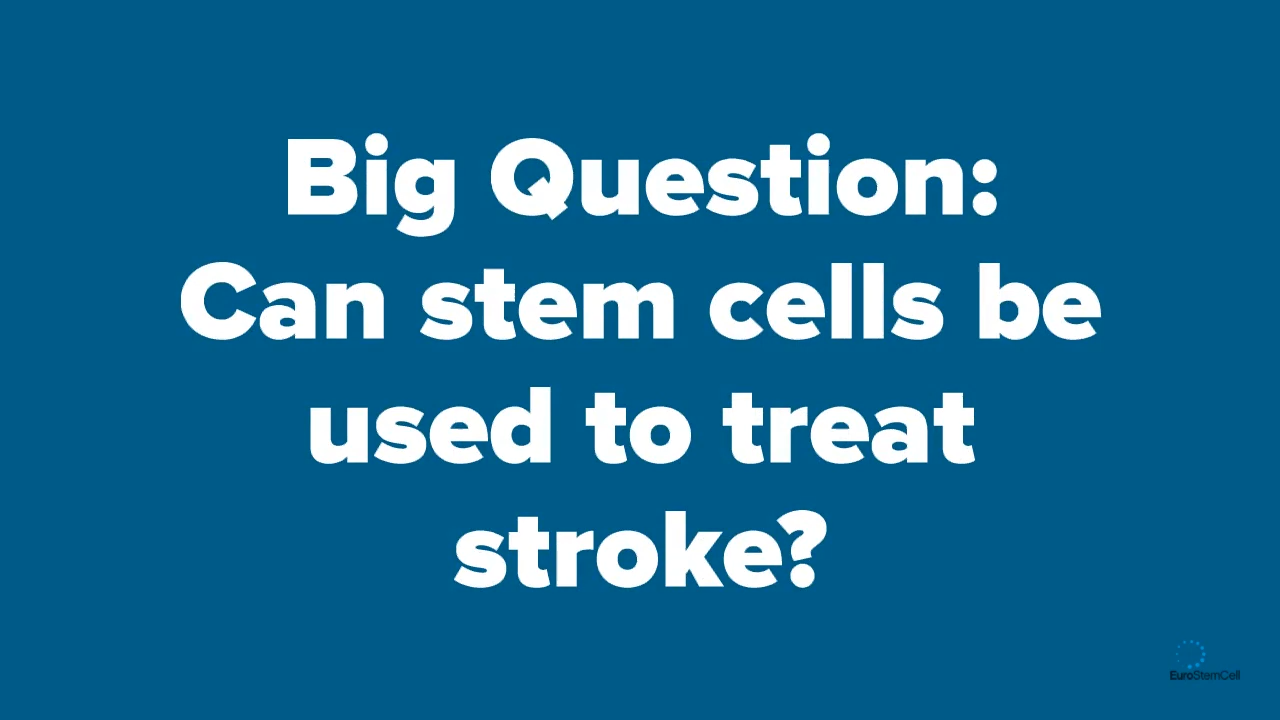 Big Question:
Can stem cells be
used to treat
stroke?
EuroStemCell